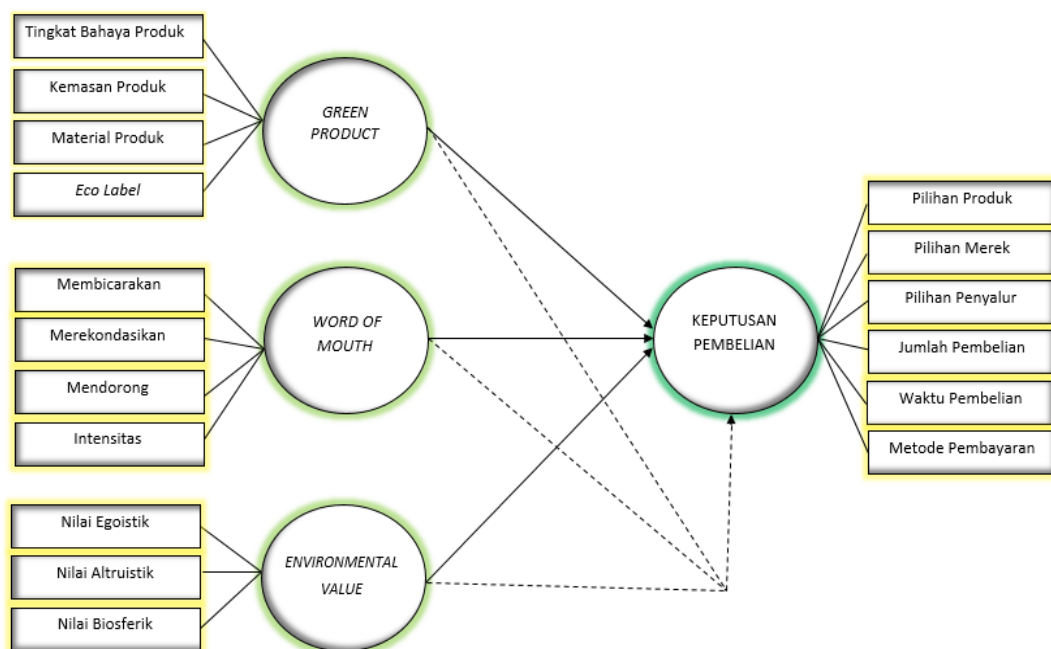 Tingkat Bahaya Produk
Kemasan Produk
Material Produk
Eco Label
GREEN
PRODUCT
Membicarakan
Merekondasikan
Mendorong
Intensitas
WORD OF
MOUTH
Nilai Egoistik
Nilai Altruistik
Nilai Biosferik
ENVIRONMENTAL
VALUE
KEPUTUSAN
PEMBELIAN
Pilihan Produk
Pilihan Merek
Pilihan Penyalur
Jumlah Pembelian
Waktu Pembelian
Metode Pembayaran